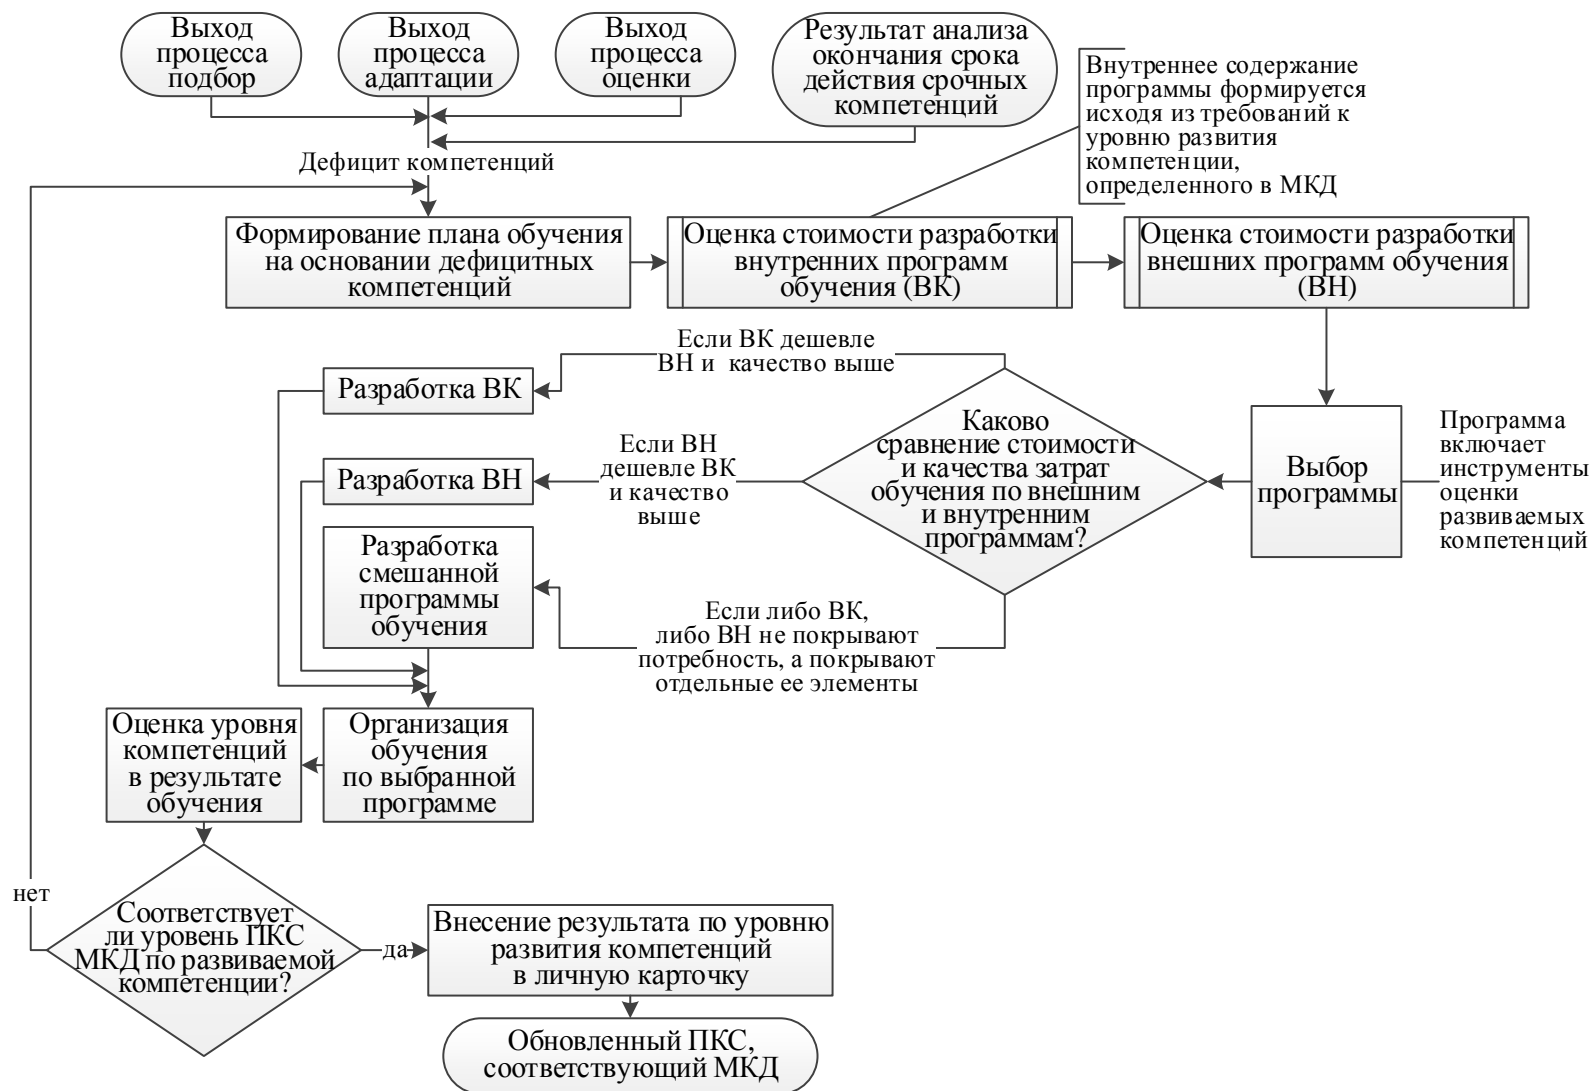 Выход
процесса
подбор
Выход
процесса
адаптации
Выход
процесса
оценки
Результат анализа
окончания срока
действия срочных
компетенций
Внутреннее содержание
программы формируется
исходя из требований к
уровню развития
компетенции,
определенного в МКД
Дефицит компетенций
Формирование плана обучения
на основании дефицитных
компетенций
Оценка стоимости разработки
внутренних программ
обучения (ВК)
Оценка стоимости разработки
внешних программ обучения
(ВН)
Если ВК дешевле
ВН и качество выше
Разработка ВК
Если ВН
дешевле ВК
и качество
выше
Разработка ВН
Каково
сравнение стоимости
и качества затрат
обучения по внешним
и внутренним
программам?
Выбор
программы
Программа
включает
инструменты
оценки
развиваемых
компетенций
Разработка
смешанной
программы
обучения
Если либо ВК,
либо ВН не покрывают
потребность, а покрывают
отдельные ее элементы
Оценка уровня
компетенций
в результате
обучения
Организация
обучения
по выбранной
программе
нет
Соответствует
ли уровень ПКС
МКД по развиваемой
компетенции?
да
Внесение результата по уровню
развития компетенций
в личную карточку
Обновленный ПКС,
соответствующий МКД